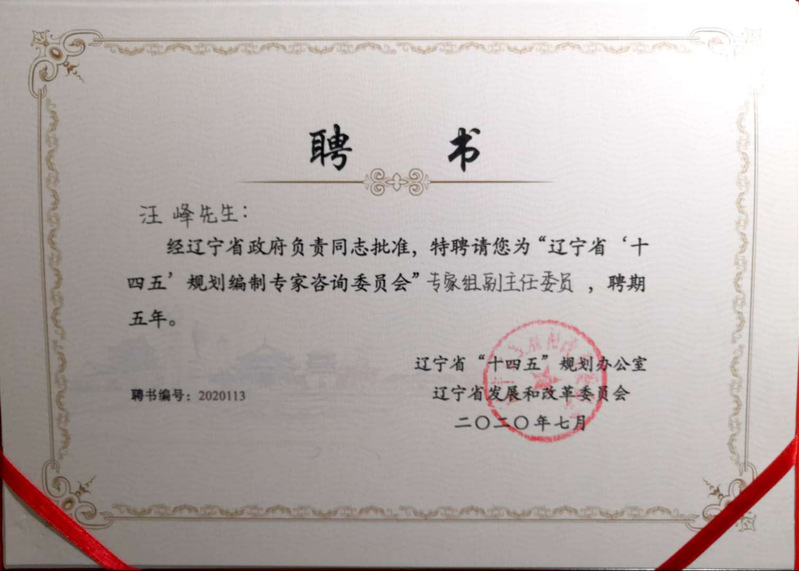 聘 书
汪峰先生：
经辽宁省政府负责同志批准，特聘请您为“辽宁省‘十
四五’规划编制专家咨询委员会”专家组副主任委员，聘期
五年。
辽宁省“十四五”规划办公室
辽宁省发展和改革委员会
聘书编号：2020113
二〇二〇年七月